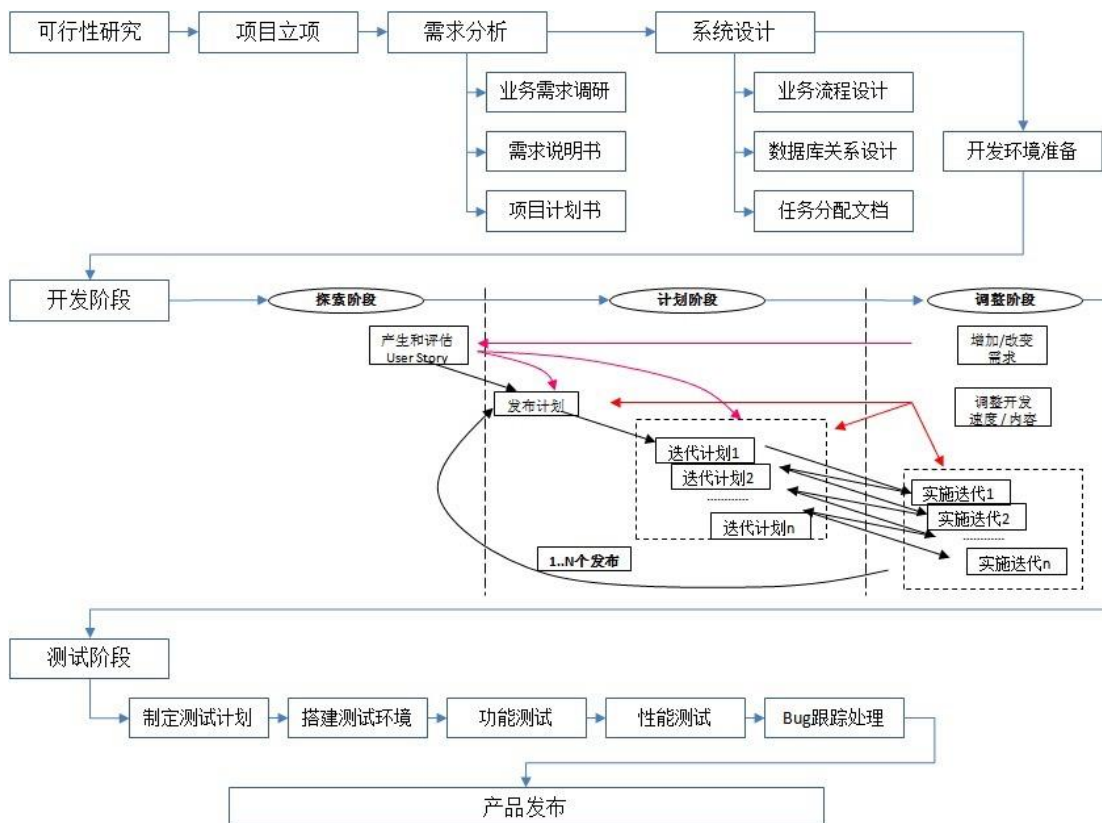 可行性研究
项目立项
需求分析
系统设计
业务需求调研
业务流程设计
需求说明书
数据库关系设计
开发环境准备
项目计划书
任务分配文档
开发阶段
探索阶段
计划阶段
调整阶段
产生和评估
User Story
增加/改变
需求
发布计划
调整开发
速度/内容
迭代计划1
迭代计划2
迭代计划n
实施迭代1
实施迭代2
实施迭代n
1..N个发布
测试阶段
制定测试计划
搭建测试环境
功能测试
性能测试
Bug跟踪处理
产品发布